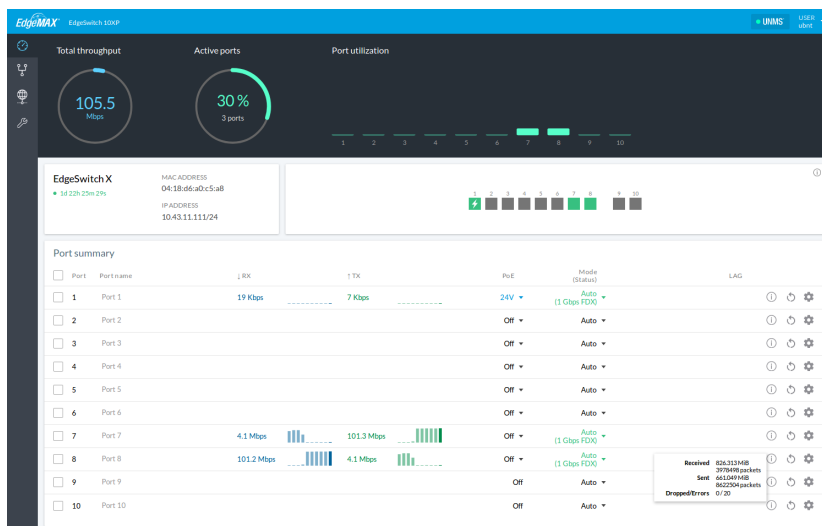 EdgeMAX EdgeSwitch 10XP UNMS USER
ubnt
Total throughput Active ports Port utilization
105.5
Mbps
30 %
3 ports
1 2 3 4 5 6 7 8 9 10
EdgeSwitch X
1d 22h 25m 29s
MAC ADDRESS
04:18:d6:a0:c5:a8
IP ADDRESS
10.43.11.111/24
1 2 3 4 5 6 7 8 9 10
Port summary
Port Port name ↓ RX ↑ TX PoE Mode
(Status) LAG
1 Port 1 19 Kbps 7 Kbps 24V Auto
(1 Gbps FDX)
2 Port 2 Off Auto
3 Port 3 Off Auto
4 Port 4 Off Auto
5 Port 5 Off Auto
6 Port 6 Off Auto
7 Port 7 4.1 Mbps 101.3 Mbps Off Auto
(1 Gbps FDX)
8 Port 8 101.2 Mbps 4.1 Mbps Off Auto
(1 Gbps FDX)
Received 826.313 MiB
3978498 packets
Sent 661.049 MiB
8622504 packets
Dropped/Errors 0 / 20
9 Port 9 Off Auto
10 Port 10 Off Auto